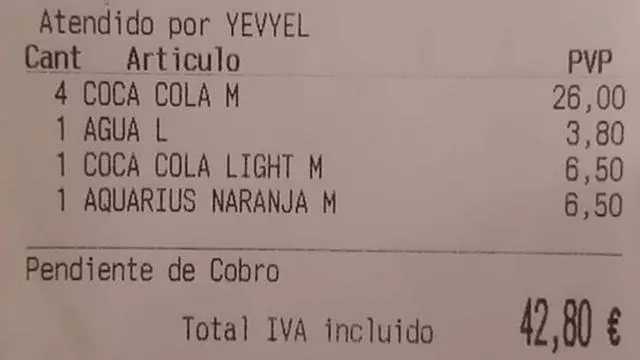 Atendido por YEVYEL
Cant Articulo PVP
4 COCA COLA M 26,00
1 AGUA L 3,80
1 COCA COLA LIGHT M 6,50
1 AQUARIUS NARANJA M 6,50
Pendiente de Cobro
Total IVA incluido 42,80 €